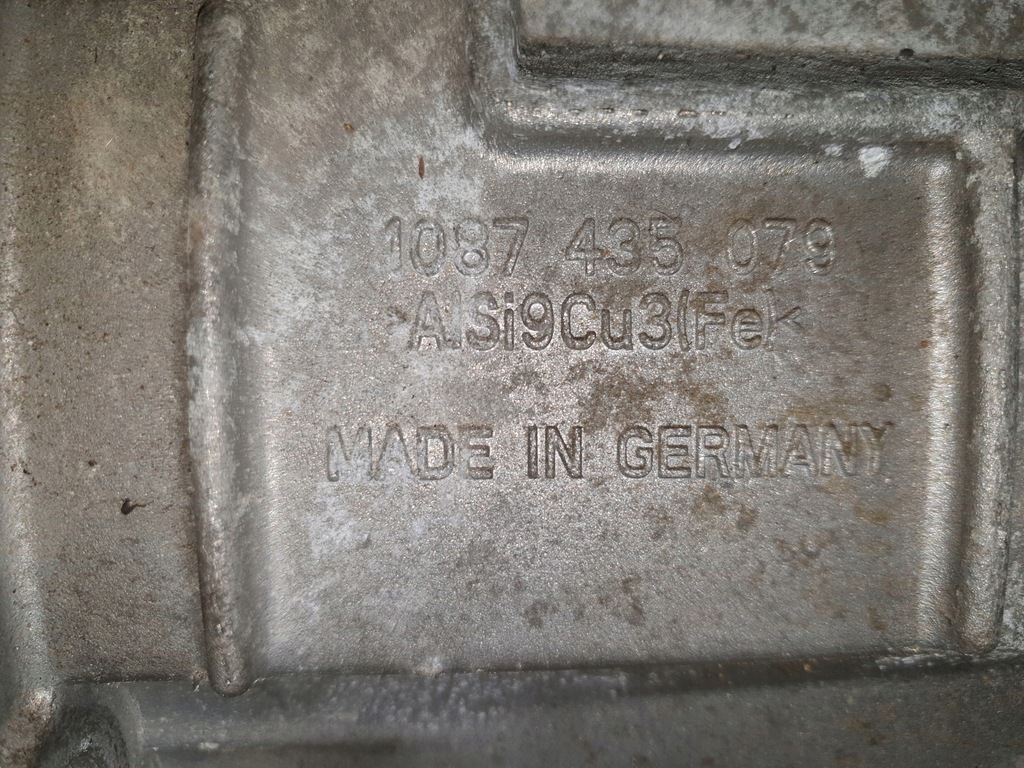 1087 435 079
>AlSi9Cu3(Fe)<
MADE IN GERMANY